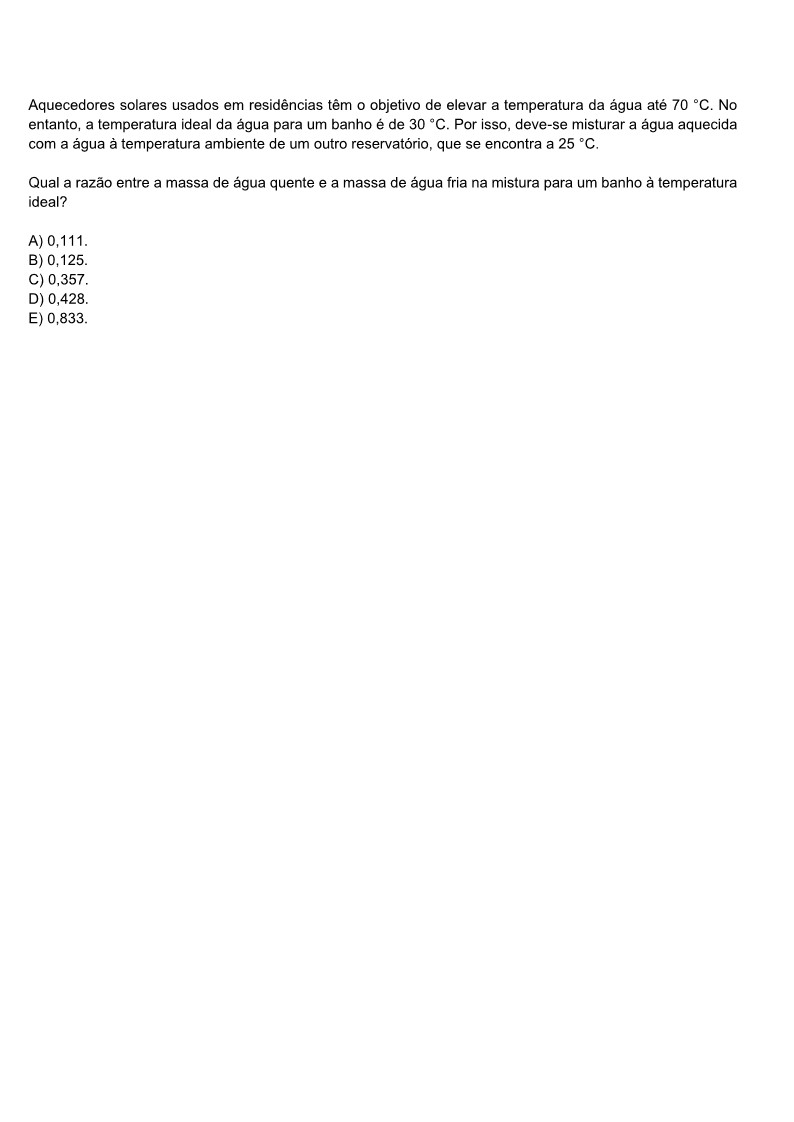 Aquecedores solares usados em residências têm o objetivo de elevar a temperatura da água até 70 °C. No
entanto, a temperatura ideal da água para um banho é de 30 °C. Por isso, deve-se misturar a água aquecida
com a água à temperatura ambiente de um outro reservatório, que se encontra a 25 °C.
Qual a razão entre a massa de água quente e a massa de água fria na mistura para um banho à temperatura
ideal?
A) 0,111.
B) 0,125.
C) 0,357.
D) 0,428.
E) 0,833.